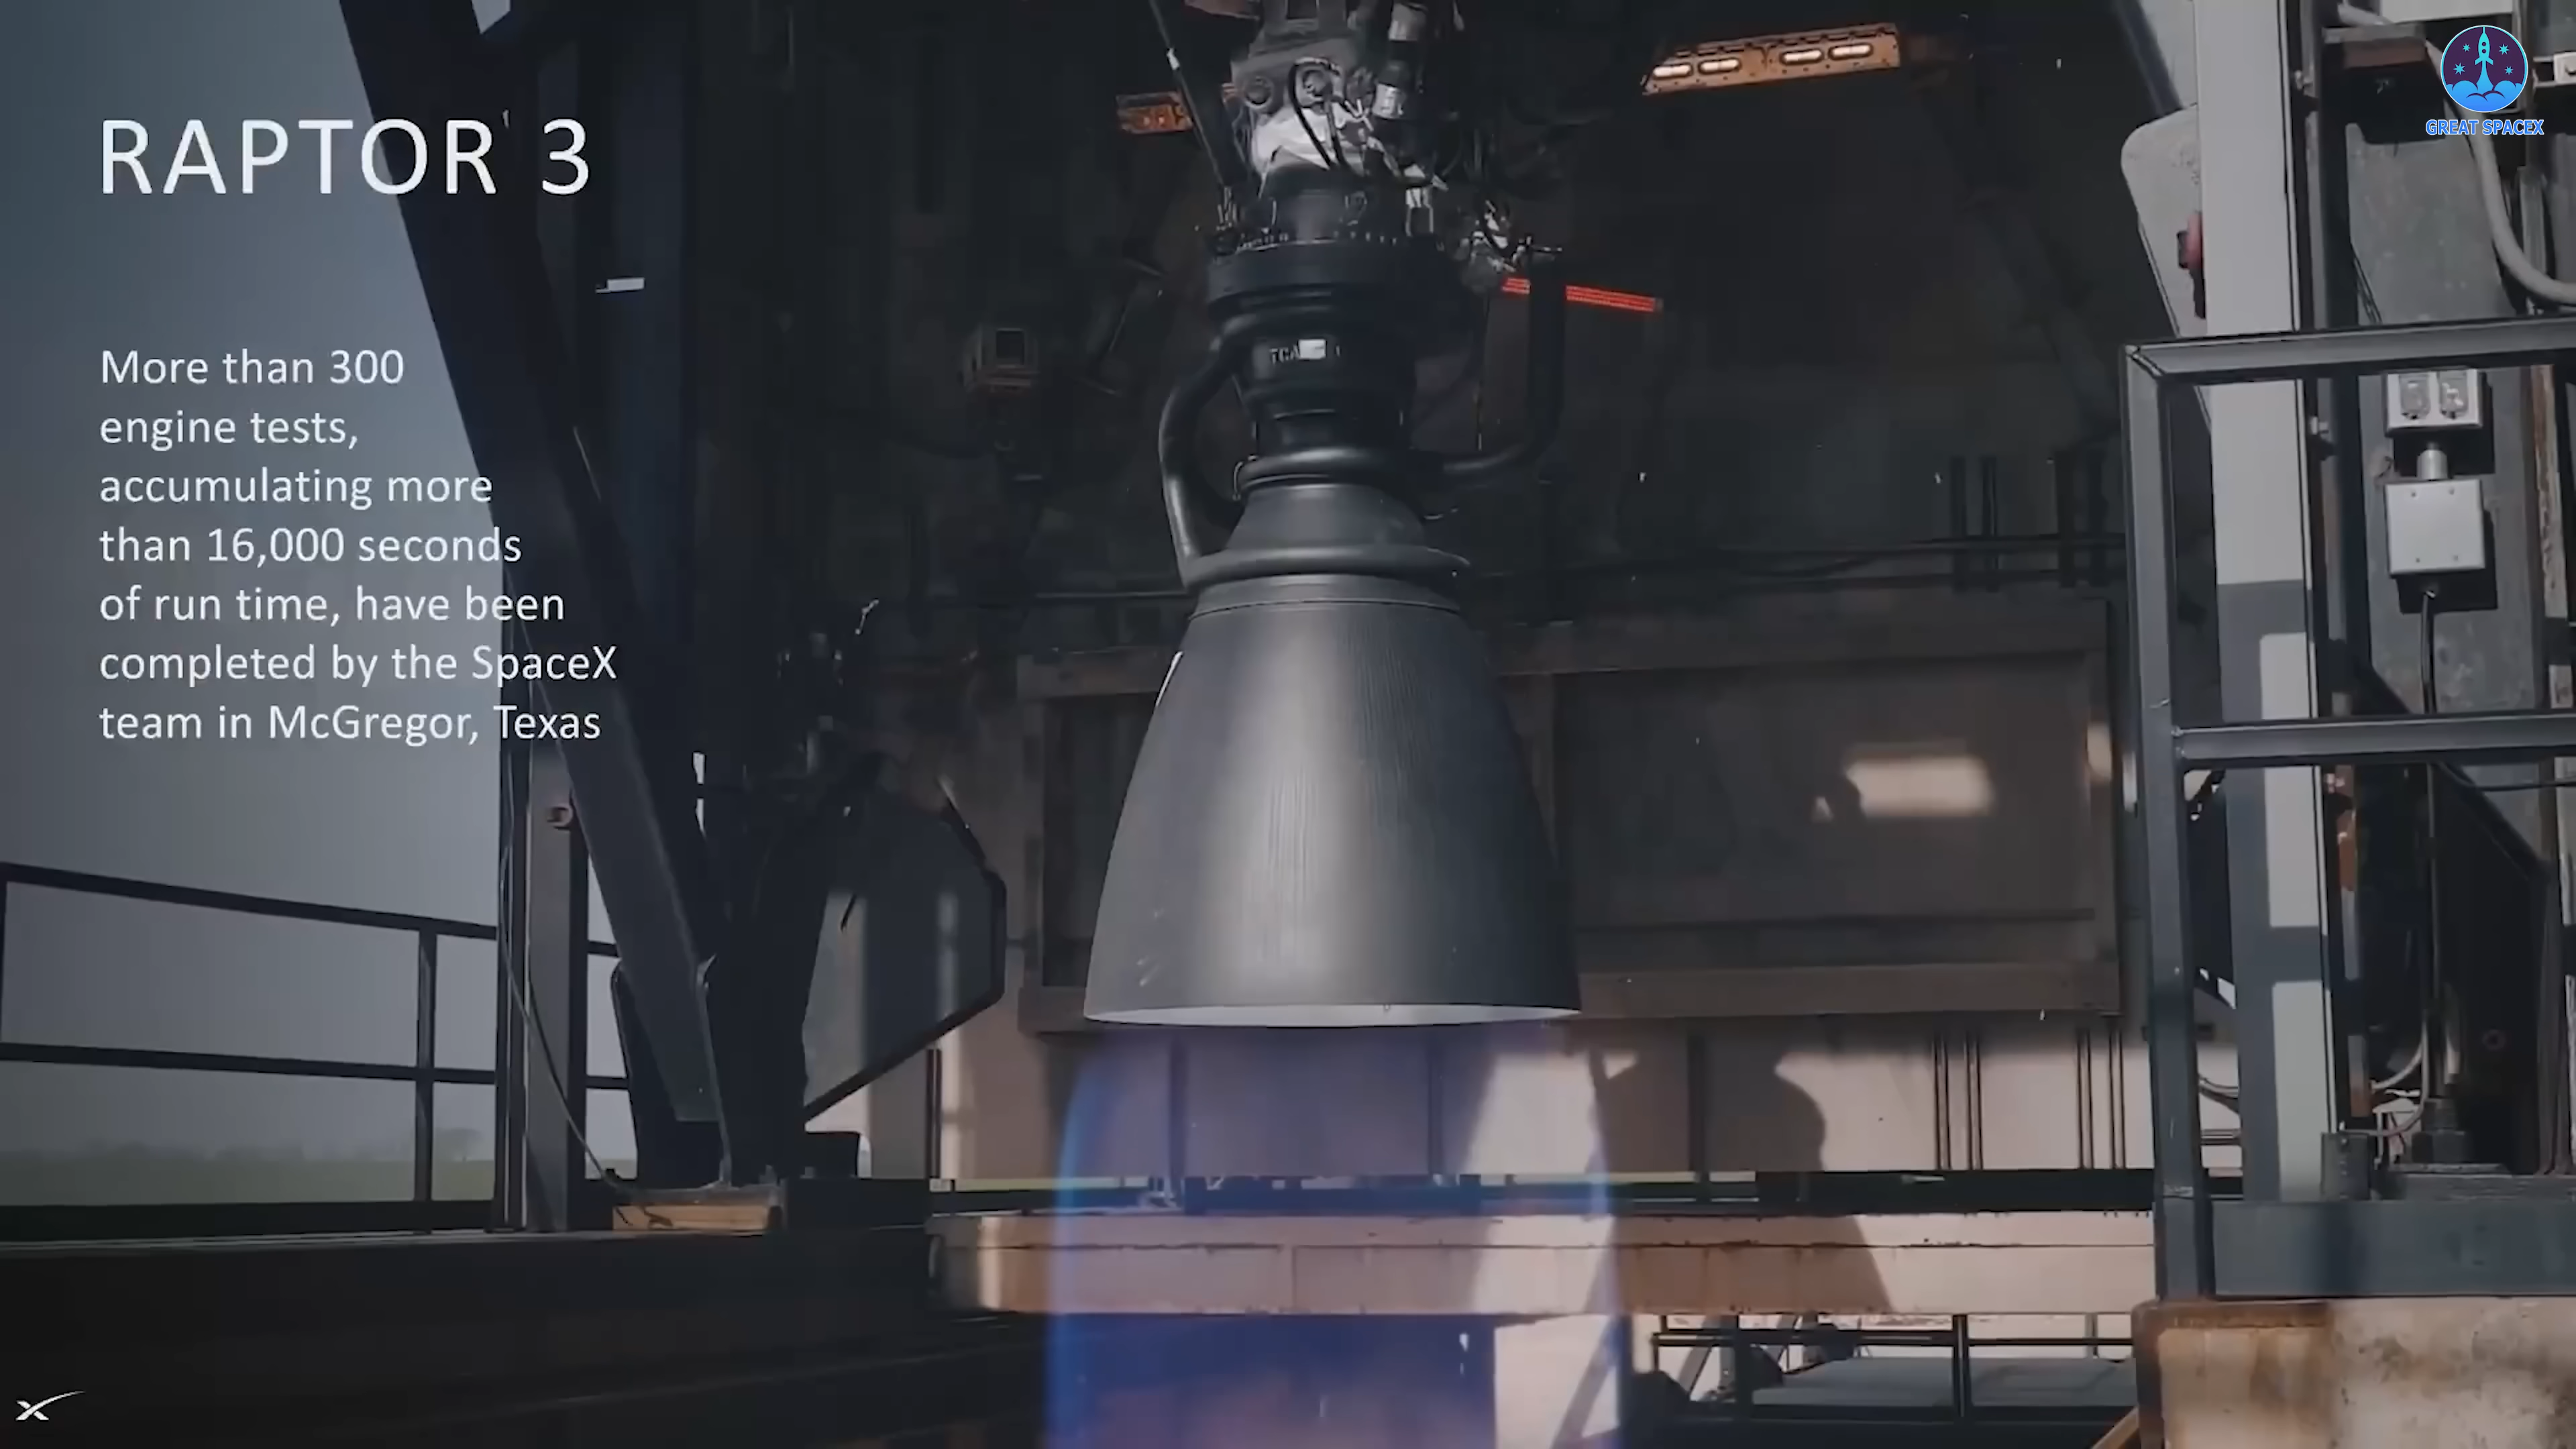 RAPTOR 3
GREAT SPACEX
More than 300
engine tests,
accumulating more
than 16,000 seconds
of run time, have been
completed by the SpaceX
team in McGregor, Texas